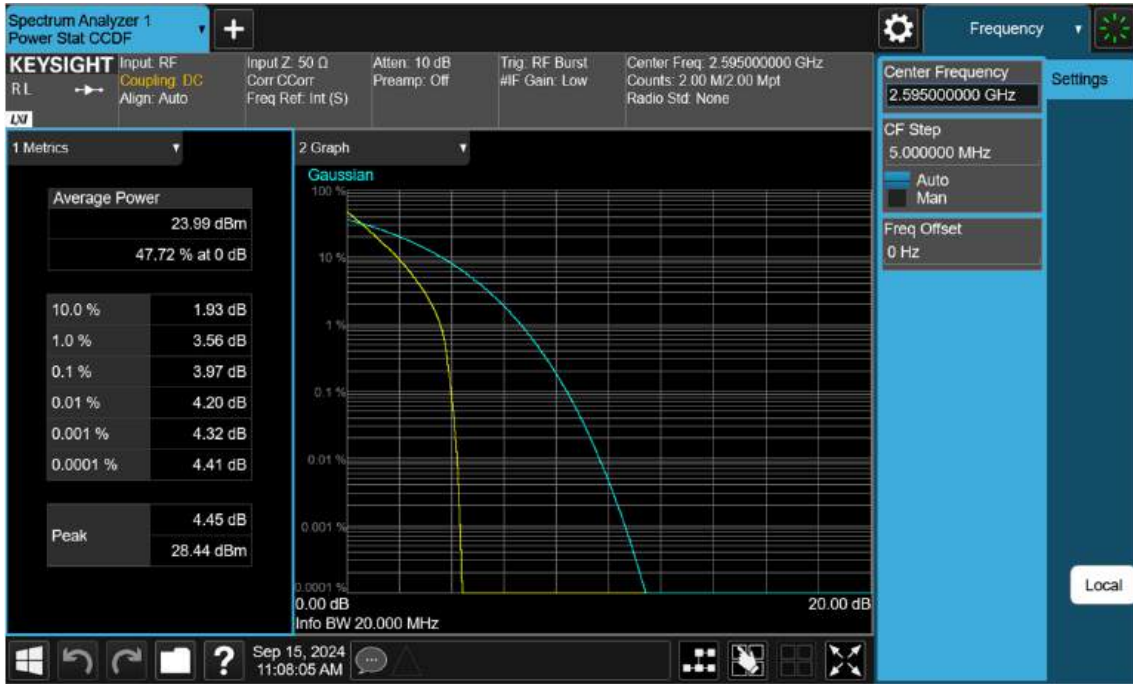 Spectrum Analyzer 1
Power Stat CCDF
+
Frequency
KEYSIGHT
RL
LXI
Input: RF
Coupling: DC
Align: Auto
Input Z: 50 Ω
Corr CCorr
Freq Ref: Int (S)
Atten: 10 dB
Preamp: Off
Trig: RF Burst
#IF Gain: Low
Center Freq: 2.595000000 GHz
Counts: 2.00 M/2.00 Mpt
Radio Std: None
Center Frequency
2.595000000 GHz
Settings
CF Step
5.000000 MHz
Auto
Man
Freq Offset
0 Hz
1 Metrics
Average Power
23.99 dBm
47.72 % at 0 dB
10.0 % 1.93 dB
1.0 % 3.56 dB
0.1 % 3.97 dB
0.01 % 4.20 dB
0.001 % 4.32 dB
0.0001 % 4.41 dB
Peak
4.45 dB
28.44 dBm
2 Graph
Gaussian
100 %
10 %
1 %
0.1 %
0.01 %
0.001 %
0.0001 %
0.00 dB 20.00 dB
Info BW 20.000 MHz
Local
?
Sep 15, 2024
11:08:05 AM